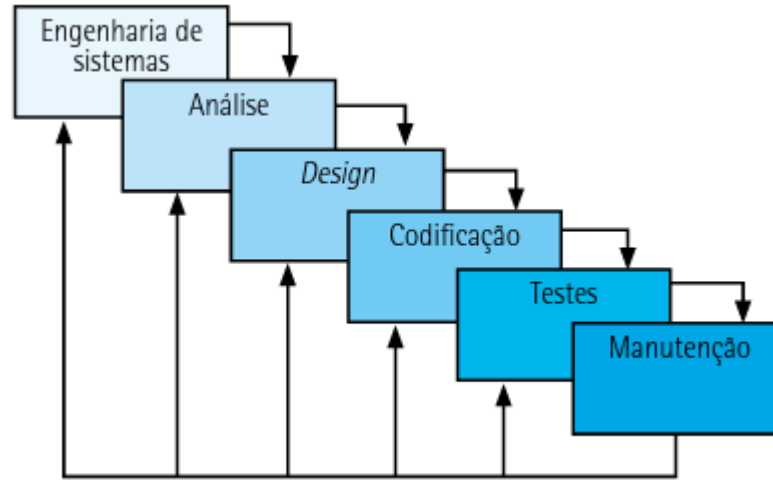 Engenharia de
sistemas
Análise
Design
Codificação
Testes
Manutenção